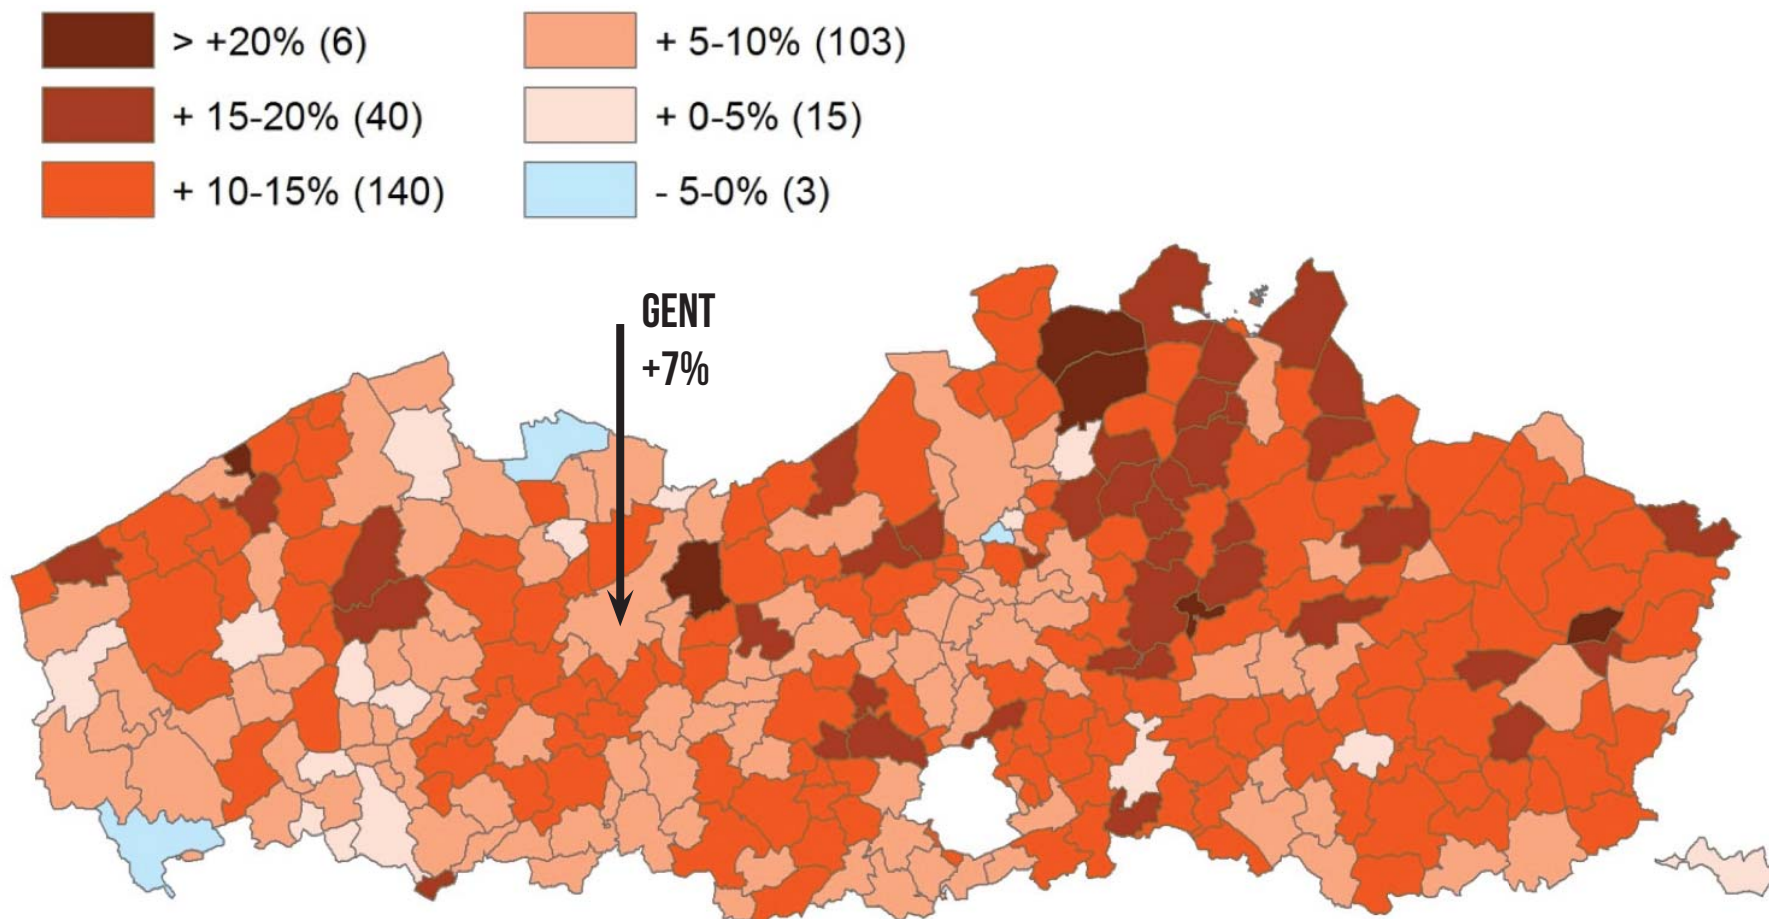 > +20% (6)
+ 15-20% (40)
+ 10-15% (140)
+ 5-10% (103)
+ 0-5% (15)
- 5-0% (3)
GENT
+7%